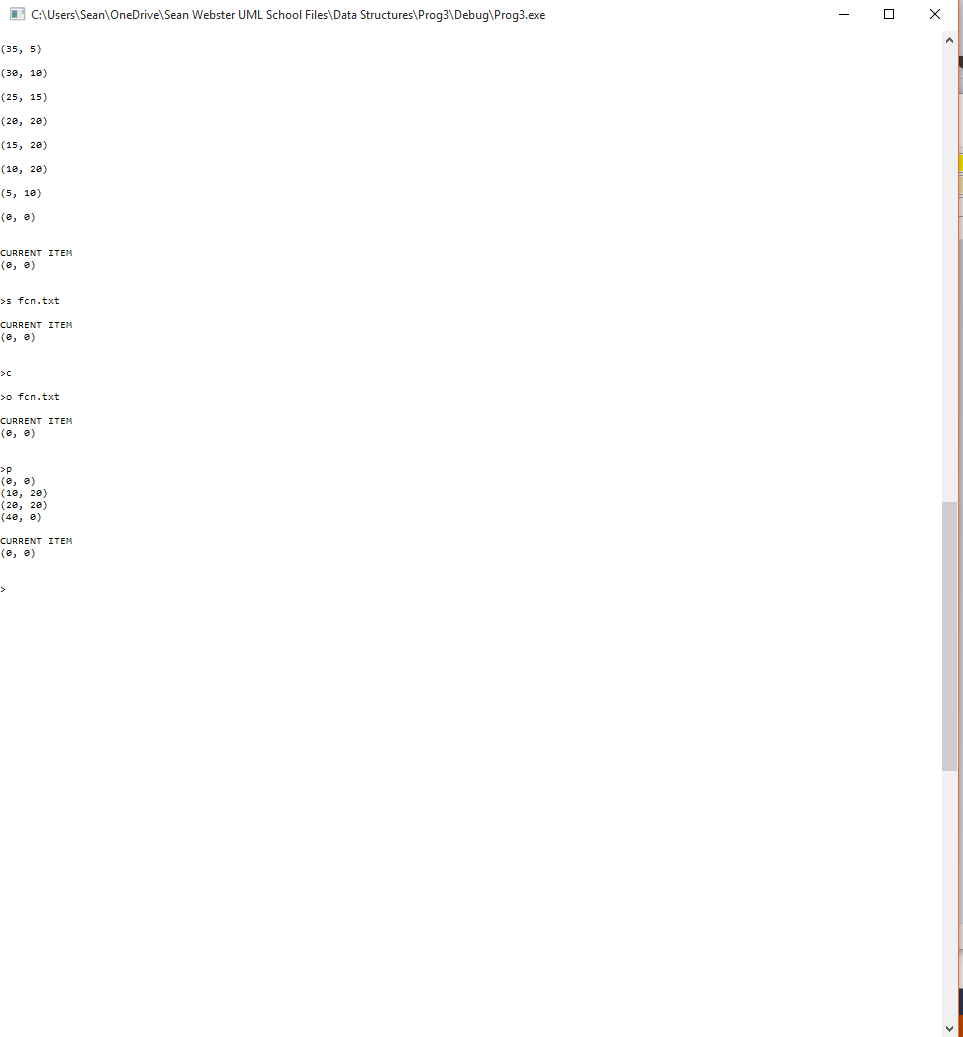 C:\Users\Sean\OneDrive\Sean Webster UML School Files\Data Structures\Prog3\Debug\Prog3.exe
(35, 5)
(30, 10)
(25, 15)
(20, 20)
(15, 20)
(10, 20)
(5, 10)
(0, 0)
CURRENT ITEM
(0, 0)
>s fcn.txt
CURRENT ITEM
(0, 0)
>c
>o fcn.txt
CURRENT ITEM
(0, 0)
>p
(0, 0)
(10, 20)
(20, 20)
(40, 0)
CURRENT ITEM
(0, 0)
>